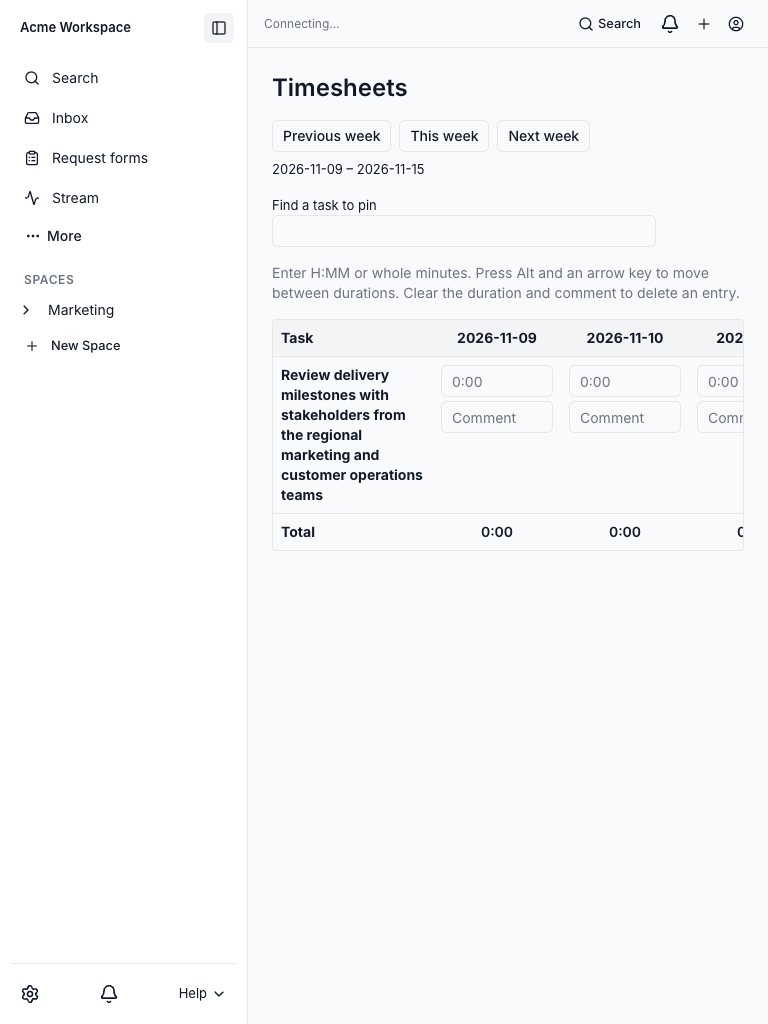 Acme Workspace
Connecting...
Search
Search
Inbox
Request forms
Stream
More
SPACES
Marketing
New Space
Timesheets
Previous week
This week
Next week
2026-11-09 – 2026-11-15
Find a task to pin
Enter H:MM or whole minutes. Press Alt and an arrow key to move
between durations. Clear the duration and comment to delete an entry.
Task 2026-11-09 2026-11-10 202
Review delivery
milestones with
stakeholders from
the regional
marketing and
customer operations
teams
0:00 0:00 0:00
Comment Comment Comm
Total 0:00 0:00
Help